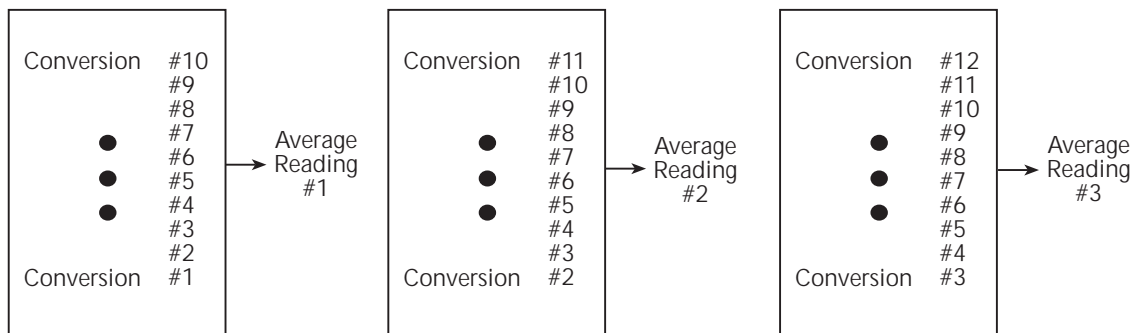 Conversion #10
#9
#8
#7
#6
#5
#4
#3
#2
Conversion #1
Average
Reading
#1
Conversion #11
#10
#9
#8
#7
#6
#5
#4
#3
Conversion #2
Average
Reading
#2
Conversion #12
#11
#10
#9
#8
#7
#6
#5
#4
Conversion #3
Average
Reading
#3